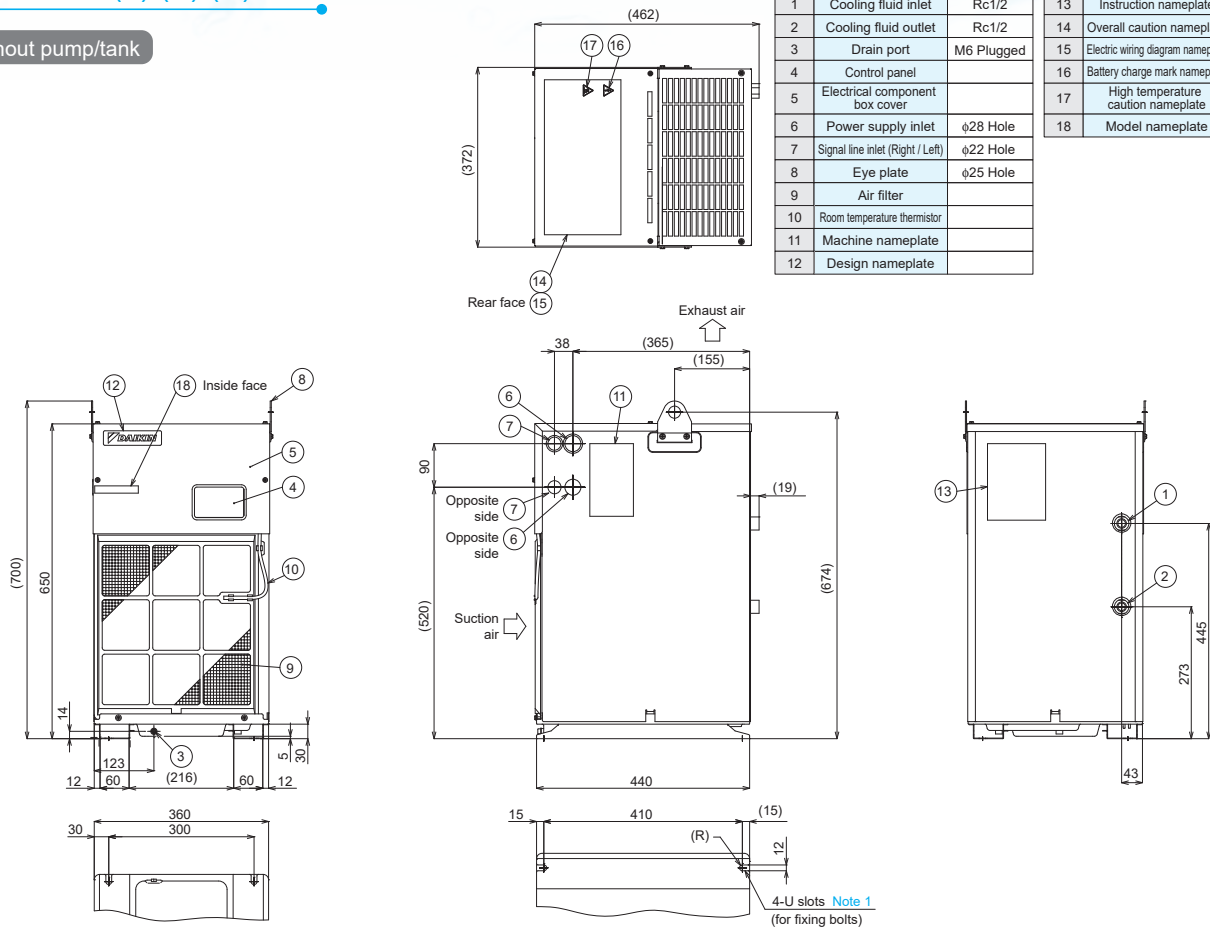 pump/tank
1 Cooling fluid inlet Rc1/2
2 Cooling fluid outlet Rc1/2
3 Drain port M6 Plugged
4 Control panel
5 Electrical component
box cover
6 Power supply inlet ϕ28 Hole
7 Signal line inlet (Right / Left) ϕ22 Hole
8 Eye plate ϕ25 Hole
9 Air filter
10 Room temperature thermistor
11 Machine nameplate
12 Design nameplate
13 Instruction nameplate
14 Overall caution
15 Electric wiring diagram
16 Battery charge mark
17 High temperature
caution nameplate
18 Model nameplate
(462)
17 16
(372)
14
Rear face 15
Exhaust air
38 (365)
(155)
12 18 Inside face 8
DAIKIN
5
4
10
9
(700)
650
14
3
123
(216)
5
30
12 60 60 12
360
30 300
6
7
11
90
Opposite
side 7
Opposite
side 6
(19)
(520)
Suction
air
(674)
440
15 410 (15)
(R)
12
4-U slots Note 1
(for fixing bolts)
13
1
2
445
273
43